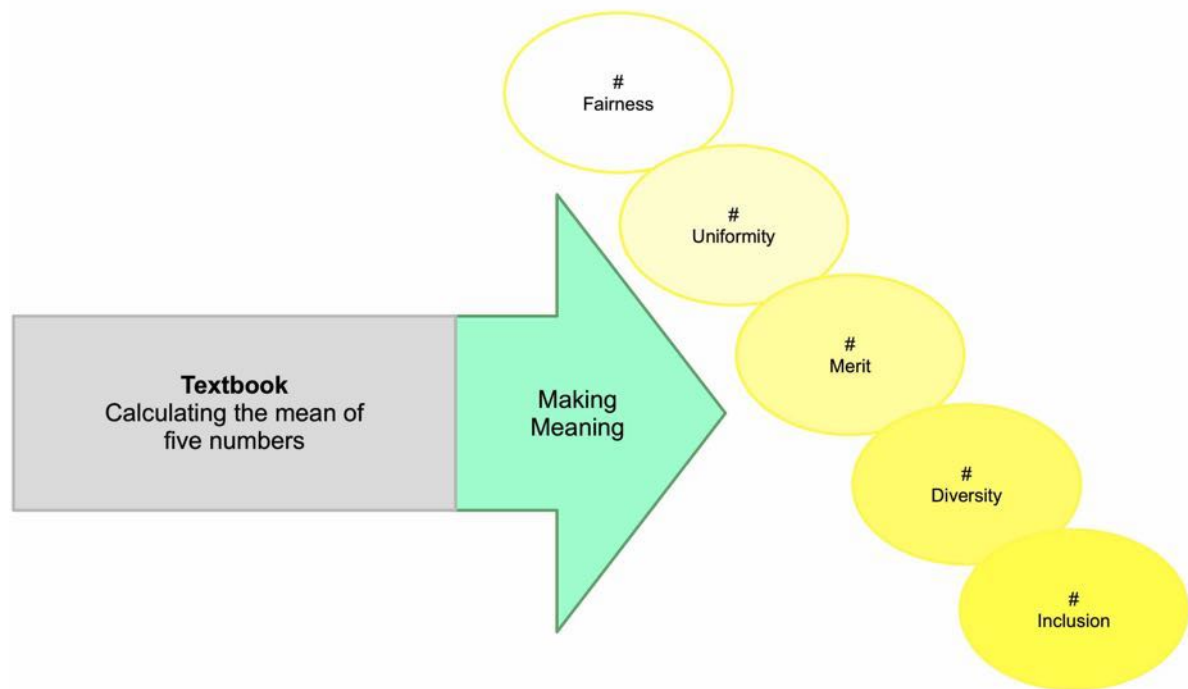 #
Fairness
#
Uniformity
#
Merit
#
Diversity
#
Inclusion
Textbook
Calculating the mean of
five numbers
Making
Meaning